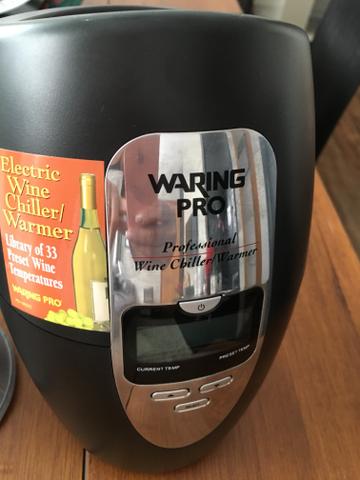 Electric
Wine
Chiller/
Warmer
Library of 33
Preset Wine
Temperatures
WARING PRO
WARING
PRO
Professional
Wine Chiller/Warmer
CURRENT TEMP
PRESET TEMP